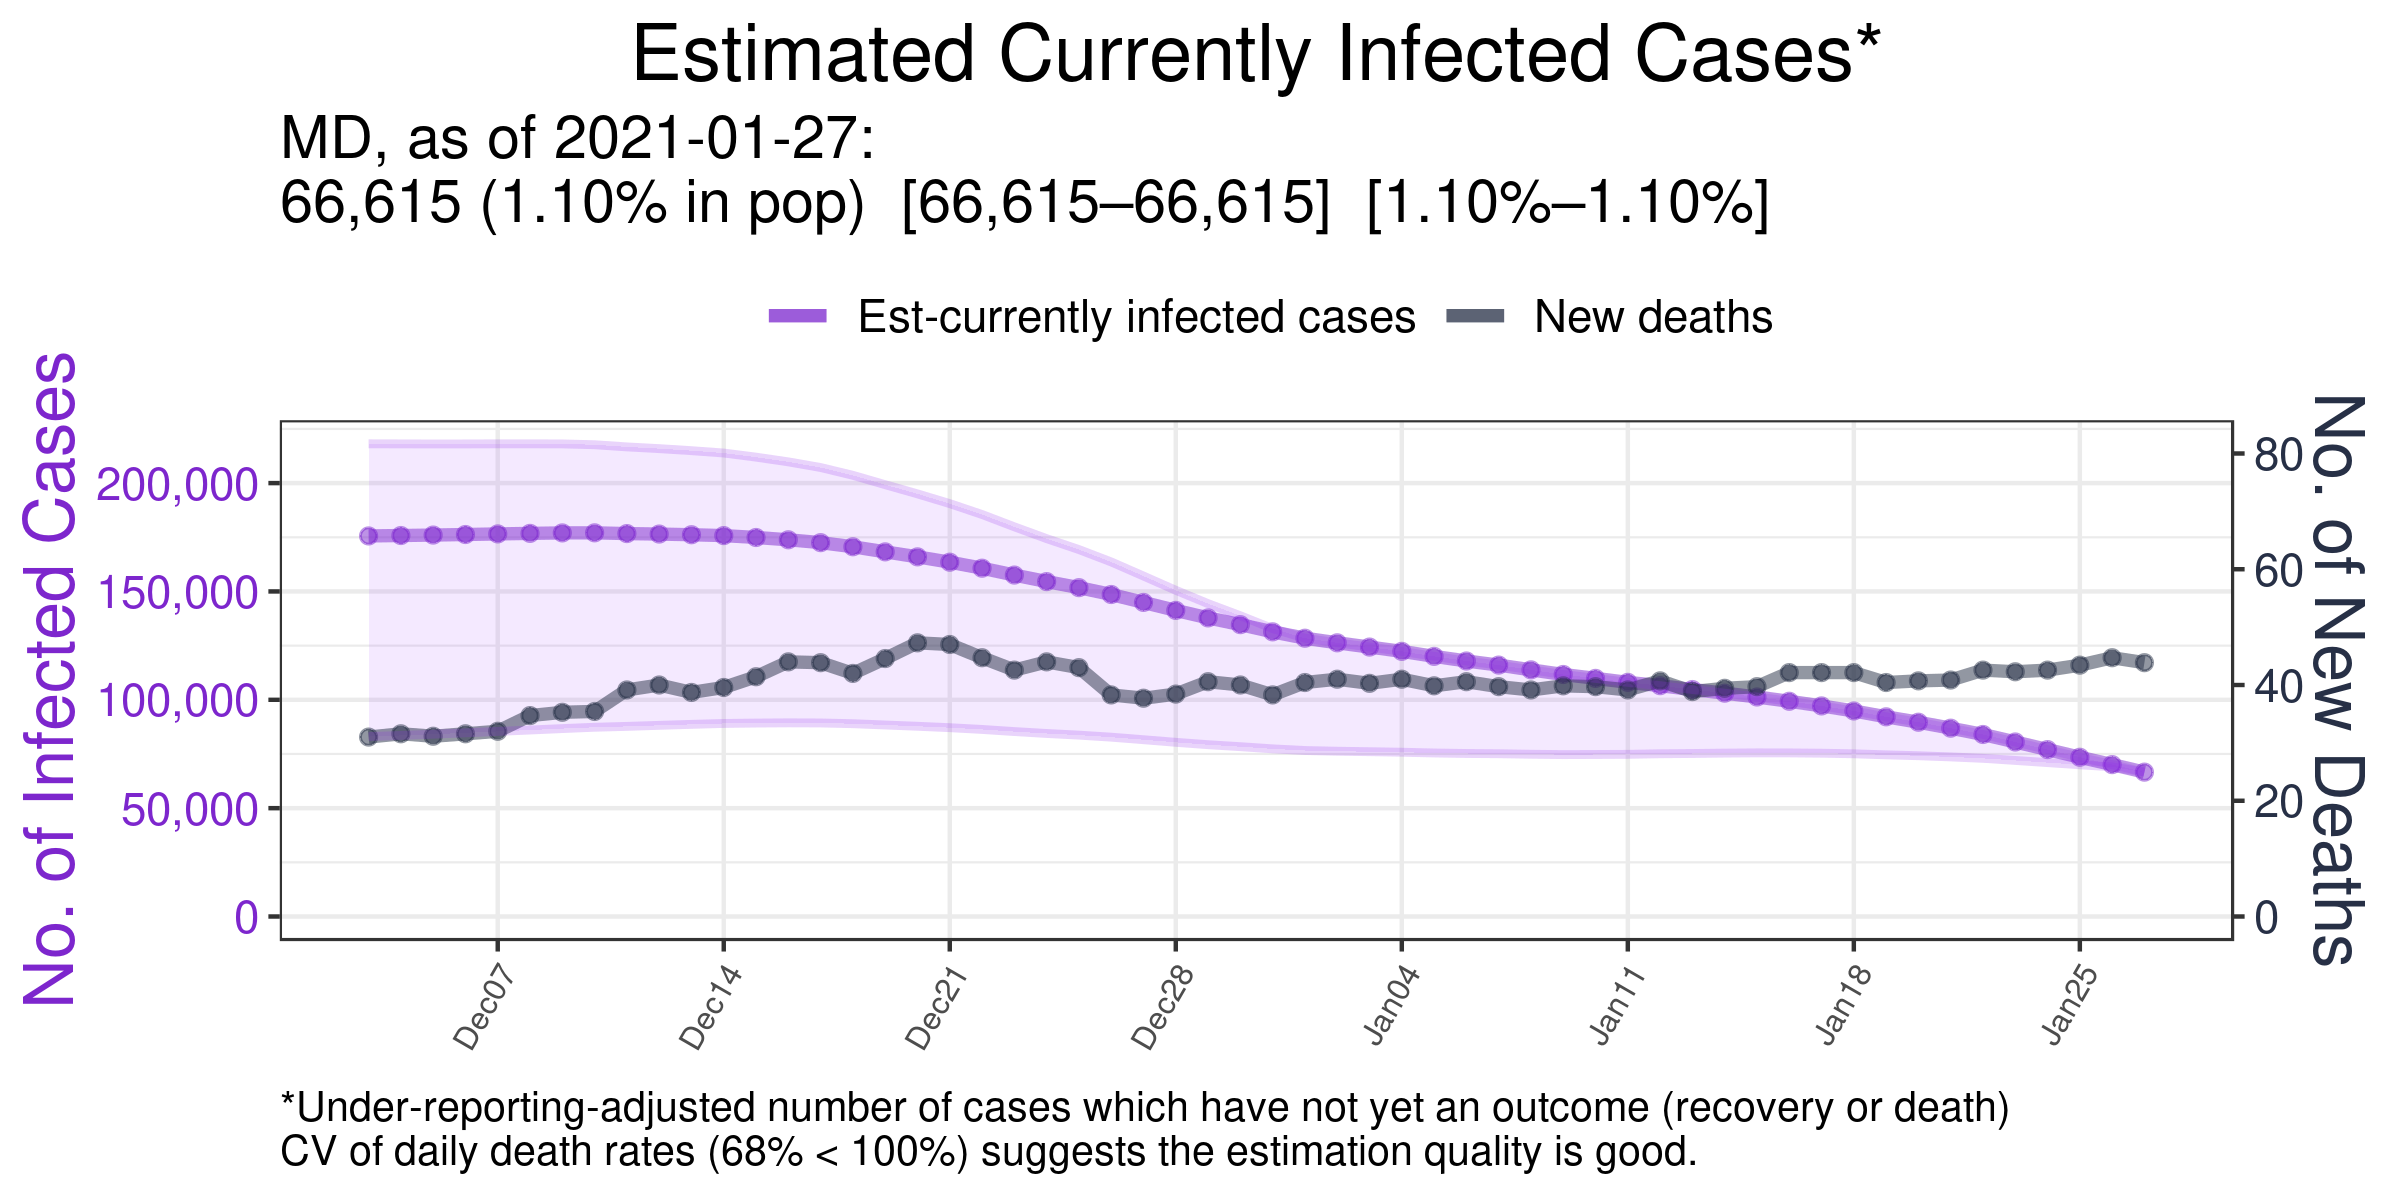 Estimated Currently Infected Cases*
MD, as of 2021-01-27:
66,615 (1.10% in pop)  [66,615–66,615]  [1.10%–1.10%]
Est-currently infected cases
New deaths
No. of Infected Cases
200,000
150,000
100,000
50,000
0
No. of New Deaths
80
60
40
20
0
Dec07
Dec14
Dec21
Dec28
Jan04
Jan11
Jan18
Jan25
*Under-reporting-adjusted number of cases which have not yet an outcome (recovery or death)
CV of daily death rates (68% < 100%) suggests the estimation quality is good.